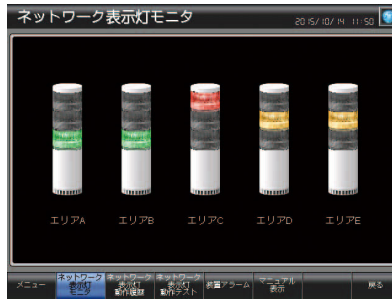 ネットワーク表示灯モニタ
2015/10/14 11:50
エリアA
エリアB
エリアC
エリアD
エリアE
メニュー
ネットワーク
表示灯
モニタ
ネットワーク
表示灯
動作履歴
ネットワーク
表示灯
動作テスト
装置アラーム
マニュアル
表示
戻る